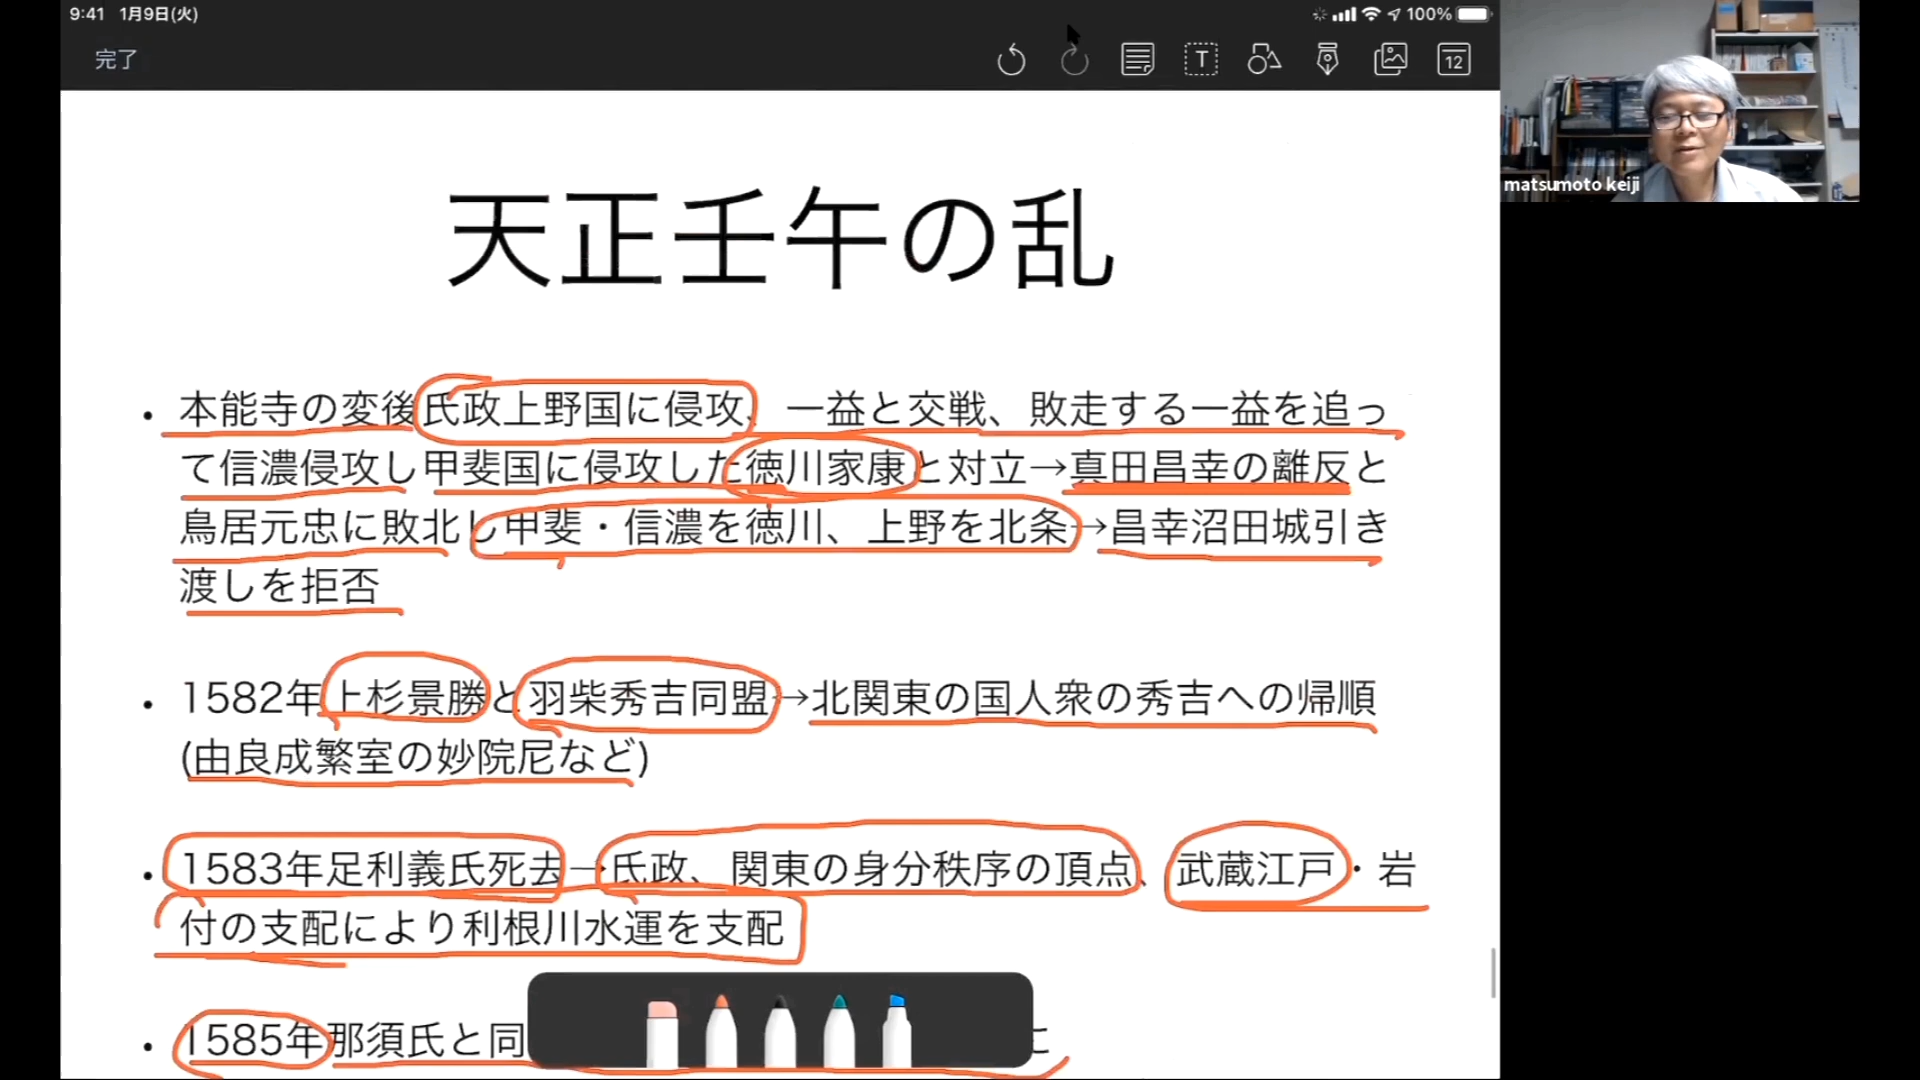 9:41 1月9日(火)
100%
完了
T
12
matsumoto keiji
天正壬午の乱
・本能寺の変後氏政上野国に侵攻、一益と交戦、敗走する一益を追っ
て信濃侵攻し甲斐国に侵攻した徳川家康と対立→真田昌幸の離反と
鳥居元忠に敗北し甲斐・信濃を徳川、上野を北条→昌幸沼田城引き
渡しを拒否
・1582年上杉景勝と羽柴秀吉同盟→北関東の国人衆の秀吉への帰順
(由良成繁室の妙院尼など)
・1583年足利義氏死去→氏政、関東の身分秩序の頂点、武蔵江戸・岩
付の支配により利根川水運を支配
・1585年那須氏と同